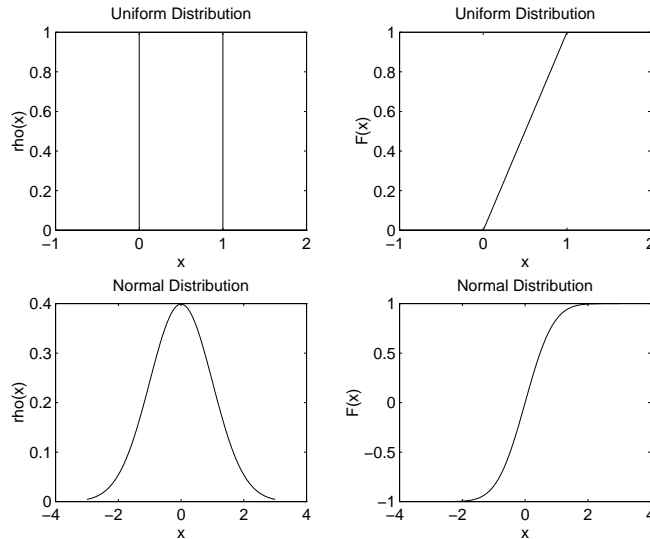 Uniform Distribution
1
0.8
0.6
0.4
0.2
0
rho(x)
−1 0 1 2
x
Uniform Distribution
1
0.8
0.6
0.4
0.2
0
F(x)
−1 0 1 2
x
Normal Distribution
0.4
0.3
0.2
0.1
0
rho(x)
−4 −2 0 2 4
x
Normal Distribution
1
0.5
0
−0.5
−1
F(x)
−4 −2 0 2 4
x